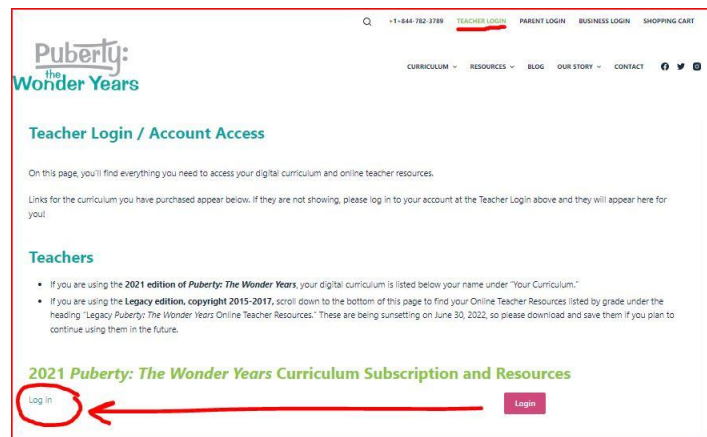 +1-844-782-3789 TEACHER LOGIN PARENT LOGIN BUSINESS LOGIN SHOPPING CART
Puberty:
the
Wonder Years
CURRICULUM RESOURCES BLOG OUR STORY CONTACT
Teacher Login / Account Access
On this page, you'll find everything you need to access your digital curriculum and online teacher resources.
Links for the curriculum you have purchased appear below. If they are not showing, please log in to your account at the Teacher Login above and they will appear here for
you!
Teachers
• If you are using the 2021 edition of Puberty: The Wonder Years, your digital curriculum is listed below your name under "Your Curriculum."
• If you are using the Legacy edition, copyright 2015-2017, scroll down to the bottom of this page to find your Online Teacher Resources listed by grade under the
heading "Legacy Puberty: The Wonder Years Online Teacher Resources." These are being sunsetting on June 30, 2022, so please download and save them if you plan to
continue using them in the future.
2021 Puberty: The Wonder Years Curriculum Subscription and Resources
Log in
Login